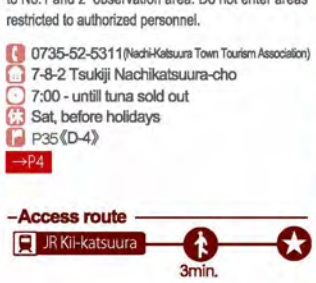 to No.1 and 2 observation area. Do not enter areas
restricted to authorized personnel.
0735-52-5311(Nachi-Katsuura Town Tourism Association)
7-8-2 Tsukiji Nachikatsuura-cho
7:00 - untill tuna sold out
休 Sat, before holidays
P35《D-4》
→P4
–Access route
JR Kii-katsuura
3min.